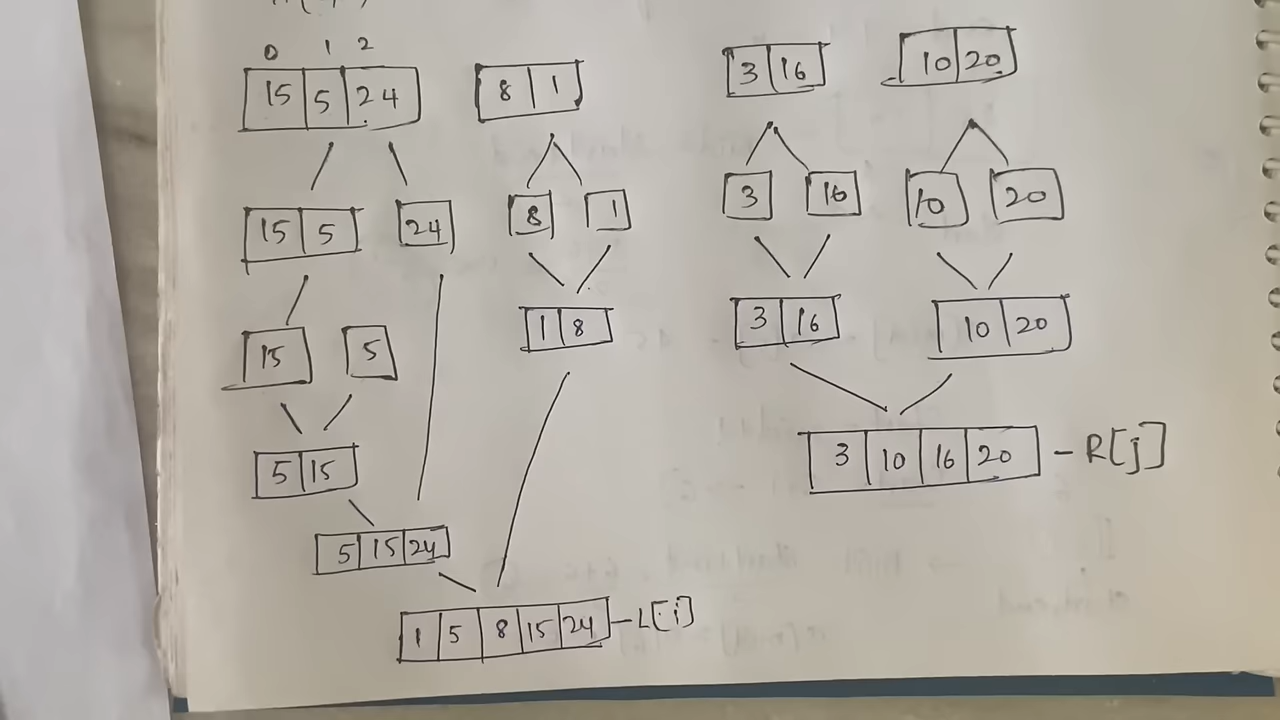 0 1 2
15 5 24 8 1 3 16 10 20
15 5 24 8 1 3 16 10 20
15 5 1 8 3 16 10 20
5 15 3 10 16 20 - R[j]
5 15 24
1 5 8 15 24 - L[i]